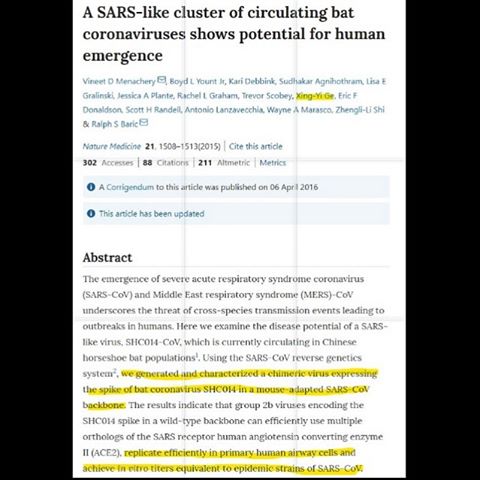 A SARS-like cluster of circulating bat
coronaviruses shows potential for human
emergence
Vineet D Menachery, Boyd L Yount Jr, Kari Debbink, Sudhakar Agnihothram, Lisa E
Gralinski, Jessica A Plante, Rachel L Graham, Trevor Scobey, Xing-Yi Ge, Eric F
Donaldson, Scott H Randell, Antonio Lanzavecchia, Wayne A Marasco, Zhengli-Li Shi
& Ralph S Baric
Nature Medicine 21, 1508–1513(2015) | Cite this article
302 Accesses | 88 Citations | 211 Altmetric | Metrics
A Corrigendum to this article was published on 06 April 2016
This article has been updated
Abstract
The emergence of severe acute respiratory syndrome coronavirus
(SARS-CoV) and Middle East respiratory syndrome (MERS)-CoV
underscores the threat of cross-species transmission events leading to
outbreaks in humans. Here we examine the disease potential of a SARS-
like virus, SHC014-CoV, which is currently circulating in Chinese
horseshoe bat populations1. Using the SARS-CoV reverse genetics
system2, we generated and characterized a chimeric virus expressing
the spike of bat coronavirus SHC014 in a mouse-adapted SARS-CoV
backbone. The results indicate that group 2b viruses encoding the
SHC014 spike in a wild-type backbone can efficiently use multiple
orthologs of the SARS receptor human angiotensin converting enzyme
II (ACE2), replicate efficiently in primary human airway cells and
achieve in vitro titers equivalent to epidemic strains of SARS-CoV.